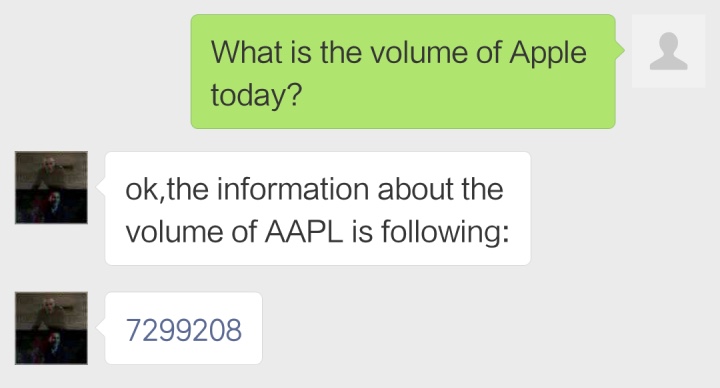 What is the volume of Apple
today?
ok,the information about the
volume of AAPL is following:
7299208